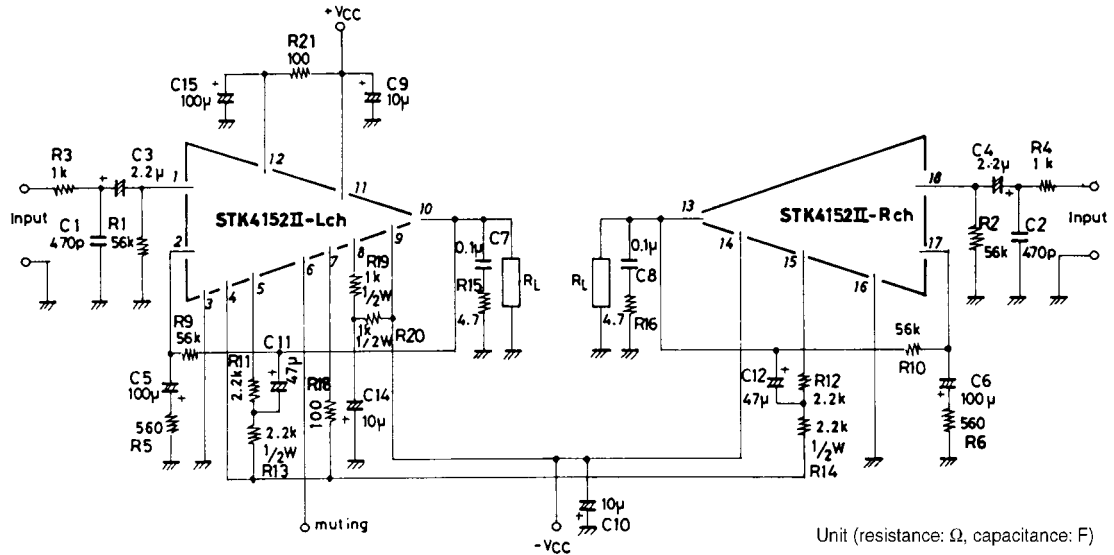 +VCC
R21
100
C15
100μ
+
+
C9
10μ
R3
1k
C3
2.2μ
+
1
12
11
STK4152II-Lch
10
Input
C1
470p
R1
56k
2
3
4
5
6
7
8
9
R19
1k
1/2W
0.1μ
C7
R15
4.7
RL
R20
1k
1/2W
R9
56k
C5
100μ
+
560
R5
R11
2.2k
C11
47μ
+
2.2k
1/2W
R13
R18
100
C14
10μ
+
muting
-VCC
10μ
C10
+
13
STK4152II-Rch
14
15
16
17
18
RL
0.1μ
C8
4.7
R16
C4
2.2μ
+
R4
1k
Input
R2
56k
C2
470p
56k
R10
C12
47μ
+
R12
2.2k
2.2k
1/2W
R14
C6
100μ
+
560
R6
Unit (resistance: Ω, capacitance: F)